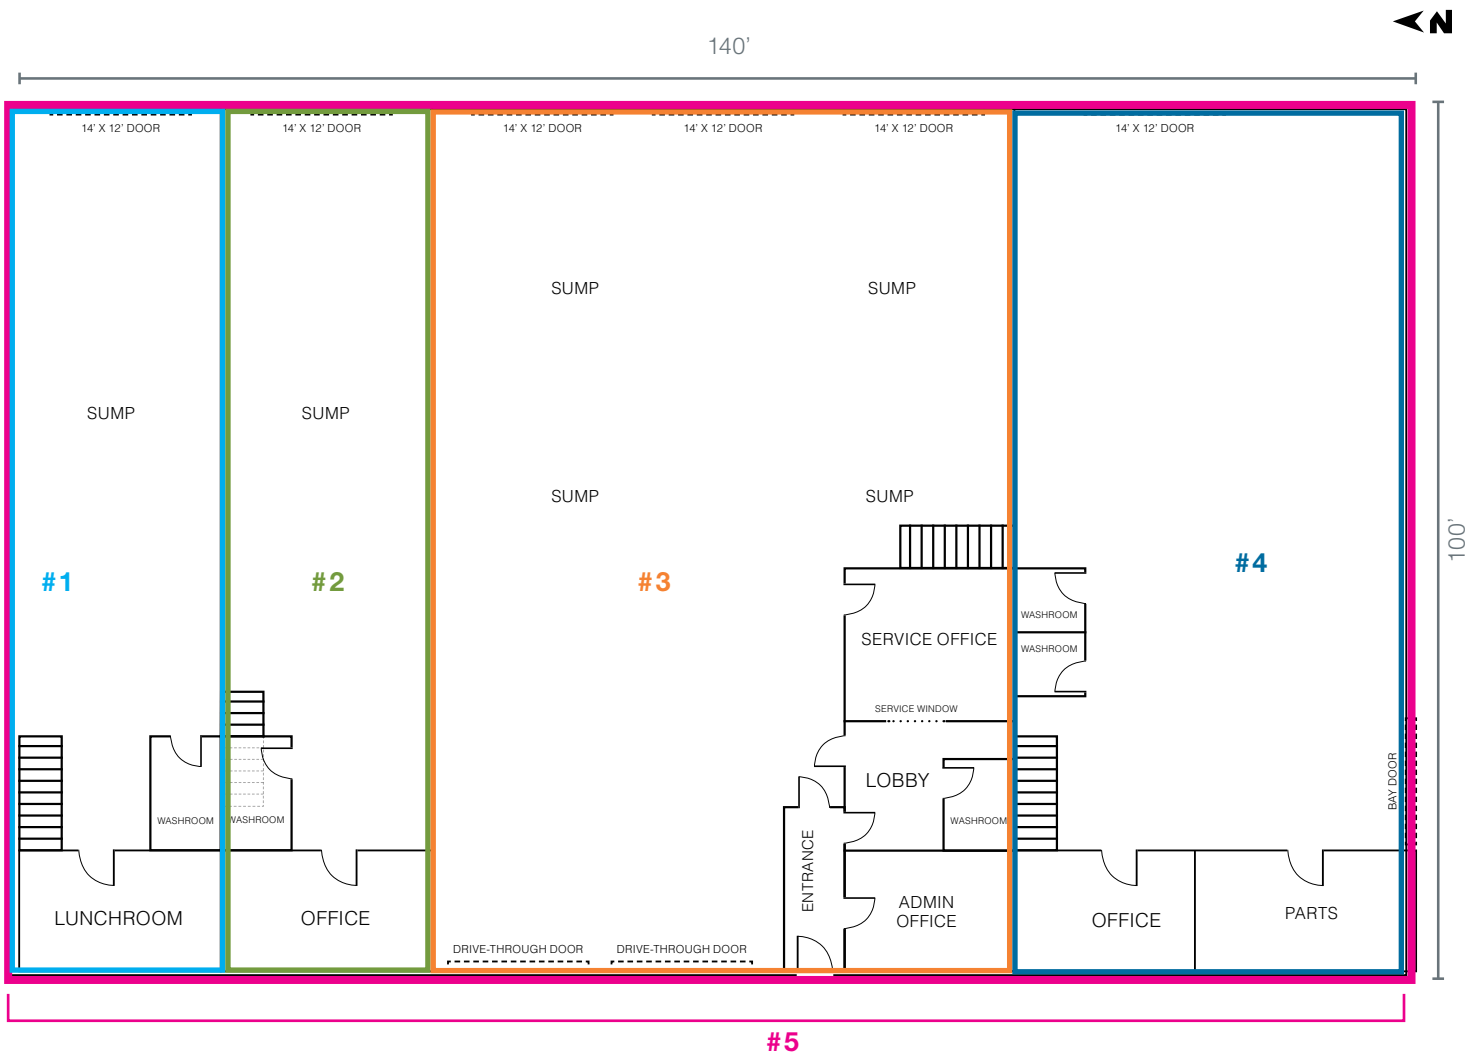 N
140’
14’ X 12’ DOOR
14’ X 12’ DOOR
14’ X 12’ DOOR
14’ X 12’ DOOR
14’ X 12’ DOOR
14’ X 12’ DOOR
SUMP
SUMP
SUMP
SUMP
SUMP
SUMP
100’
#1
#2
#3
#4
WASHROOM
SERVICE OFFICE
WASHROOM
SERVICE WINDOW
LOBBY
BAY DOOR
WASHROOM
WASHROOM
WASHROOM
ENTRANCE
LUNCHROOM
OFFICE
ADMIN
OFFICE
OFFICE
PARTS
DRIVE-THROUGH DOOR
DRIVE-THROUGH DOOR
#5